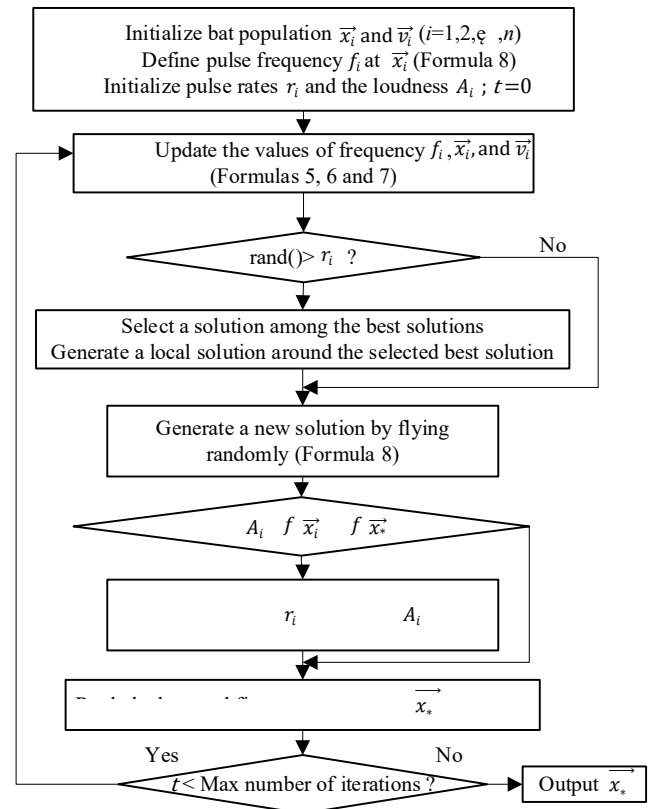 Initialize bat population x⃗ᵢ and v⃗ᵢ (i=1,2,ę ,n)
Define pulse frequency fᵢ at x⃗ᵢ (Formula 8)
Initialize pulse rates rᵢ and the loudness Aᵢ ; t=0
Update the values of frequency fᵢ, x⃗ᵢ, and v⃗ᵢ
(Formulas 5, 6 and 7)
rand()> rᵢ ?
No
Select a solution among the best solutions
Generate a local solution around the selected best solution
Generate a new solution by flying
randomly (Formula 8)
Aᵢ f x⃗ᵢ f x⃗*
rᵢ Aᵢ
x⃗*
Yes
No
t< Max number of iterations ?
Output x⃗*